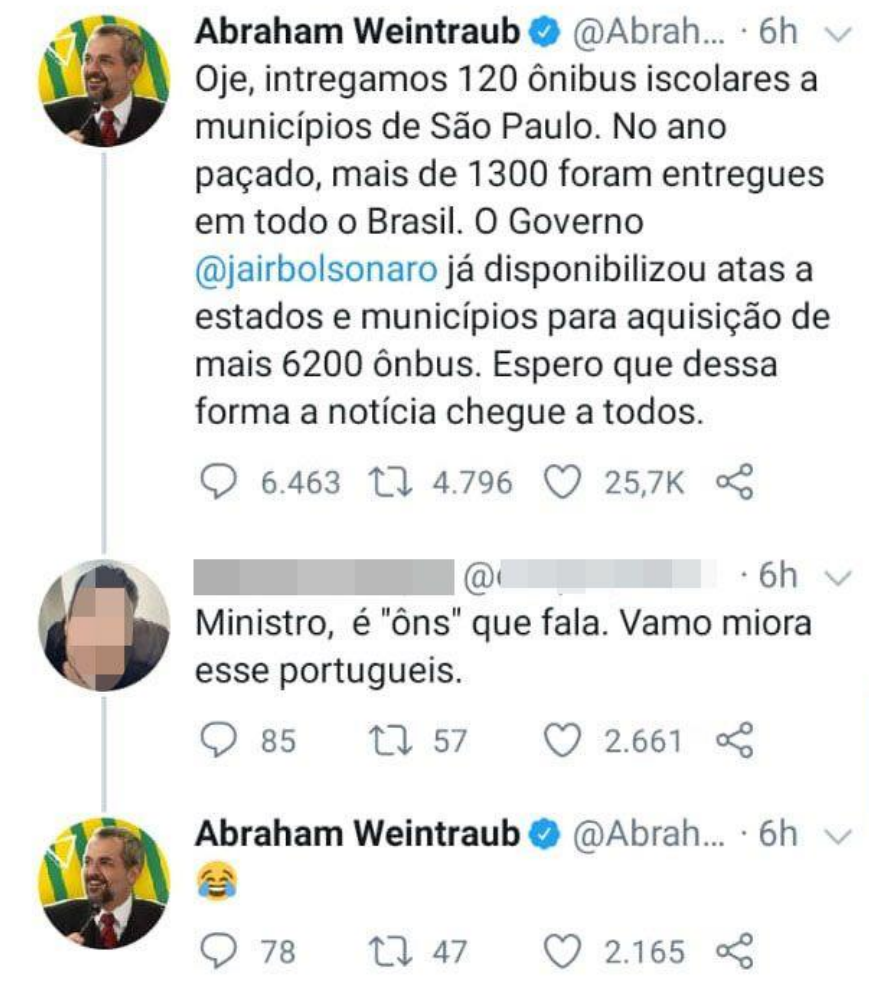 Abraham Weintraub @Abrah... · 6h
Oje, intregamos 120 ônibus iscolares a
municípios de São Paulo. No ano
paçado, mais de 1300 foram entregues
em todo o Brasil. O Governo
@jairbolsonaro já disponibilizou atas a
estados e municípios para aquisição de
mais 6200 ônbus. Espero que dessa
forma a notícia chegue a todos.
6.463 4.796 25,7K
@ · 6h
Ministro, é "ôns" que fala. Vamo miora
esse portugueis.
85 57 2.661
Abraham Weintraub @Abrah... · 6h
😂
78 47 2.165